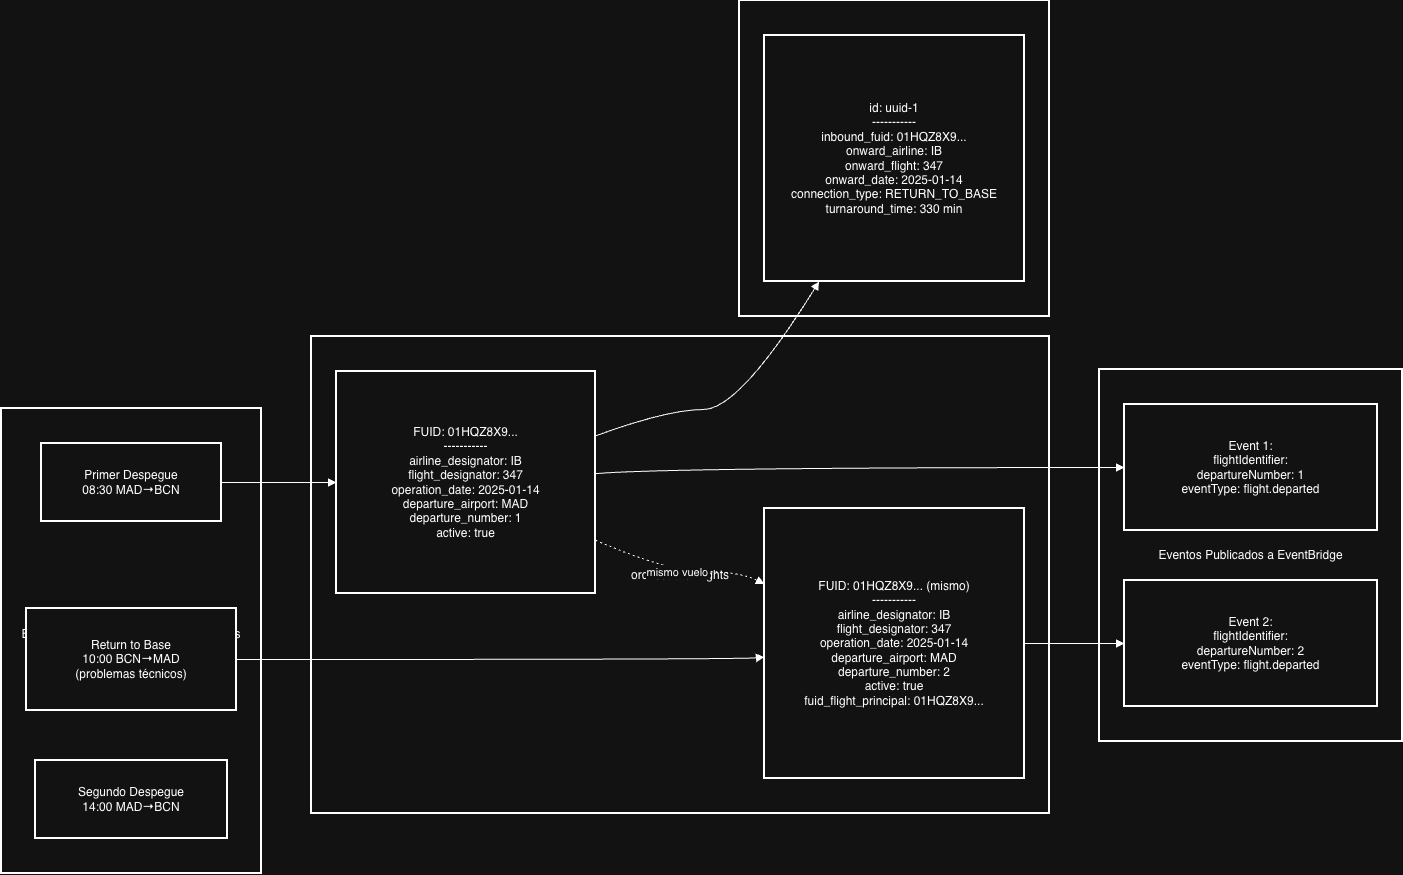 id: uuid-1
-----------
inbound_fuid: 01HQZ8X9...
onward_airline: IB
onward_flight: 347
onward_date: 2025-01-14
connection_type: RETURN_TO_BASE
turnaround_time: 330 min
Primer Despegue
08:30 MAD→BCN
Return to Base
10:00 BCN→MAD
(problemas técnicos)
Segundo Despegue
14:00 MAD→BCN
FUID: 01HQZ8X9...
-----------
airline_designator: IB
flight_designator: 347
operation_date: 2025-01-14
departure_airport: MAD
departure_number: 1
active: true
mismo vuelo
FUID: 01HQZ8X9... (mismo)
-----------
airline_designator: IB
flight_designator: 347
operation_date: 2025-01-14
departure_airport: MAD
departure_number: 2
active: true
fuid_flight_principal: 01HQZ8X9...
Event 1:
flightIdentifier:
departureNumber: 1
eventType: flight.departed
Eventos Publicados a EventBridge
Event 2:
flightIdentifier:
departureNumber: 2
eventType: flight.departed